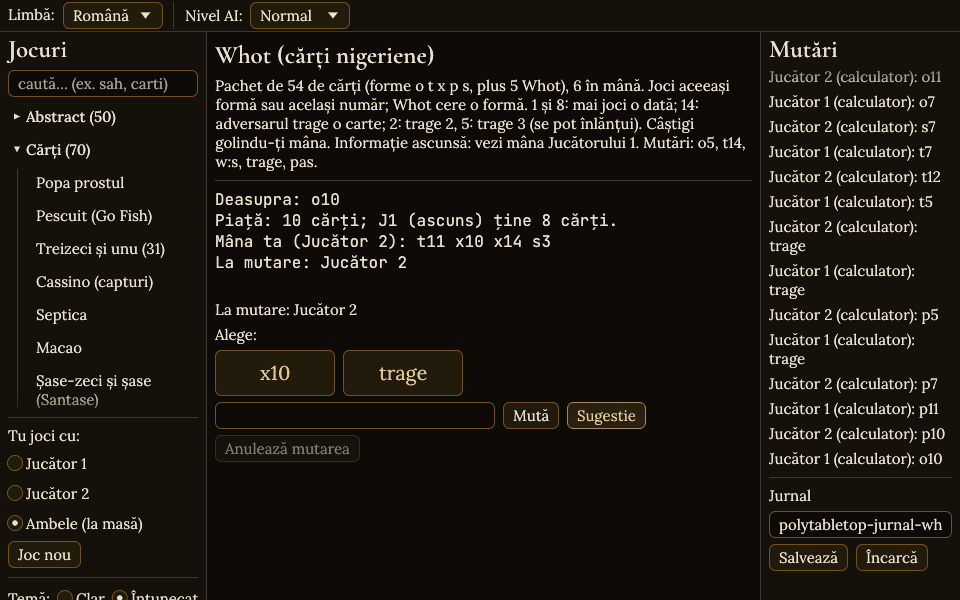 Limbă:
Română
Nivel AI:
Normal
Jocuri
caută... (ex. sah, carti)
Abstract (50)
Cărți (70)
Popa prostul
Pescuit (Go Fish)
Treizeci și unu (31)
Cassino (capturi)
Septica
Macao
Șase-zeci și șase
(Santase)
Tu joci cu:
Jucător 1
Jucător 2
Ambele (la masă)
Joc nou
Temă:
Clar
Întunecat
Whot (cărți nigeriene)
Pachet de 54 de cărți (forme o t x p s, plus 5 Whot), 6 în mână. Joci aceeași
formă sau același număr; Whot cere o formă. 1 și 8: mai joci o dată; 14:
adversarul trage o carte; 2: trage 2, 5: trage 3 (se pot înlănțui). Câștigi
golindu-ți mâna. Informație ascunsă: vezi mâna Jucătorului 1. Mutări: o5, t14,
w:s, trage, pas.
Deasupra: o10
Piață: 10 cărți; J1 (ascuns) ține 8 cărți.
Mâna ta (Jucător 2): t11 x10 x14 s3
La mutare: Jucător 2
La mutare: Jucător 2
Alege:
x10
trage
Mută
Sugestie
Anulează mutarea
Mutări
Jucător 2 (calculator): o11
Jucător 1 (calculator): o7
Jucător 2 (calculator): s7
Jucător 1 (calculator): t7
Jucător 2 (calculator): t12
Jucător 1 (calculator): t5
Jucător 2 (calculator):
trage
Jucător 1 (calculator):
trage
Jucător 2 (calculator): p5
Jucător 1 (calculator):
trage
Jucător 2 (calculator): p7
Jucător 1 (calculator): p11
Jucător 2 (calculator): p10
Jucător 1 (calculator): o10
Jurnal
polytabletop-jurnal-wh
Salvează
Încarcă